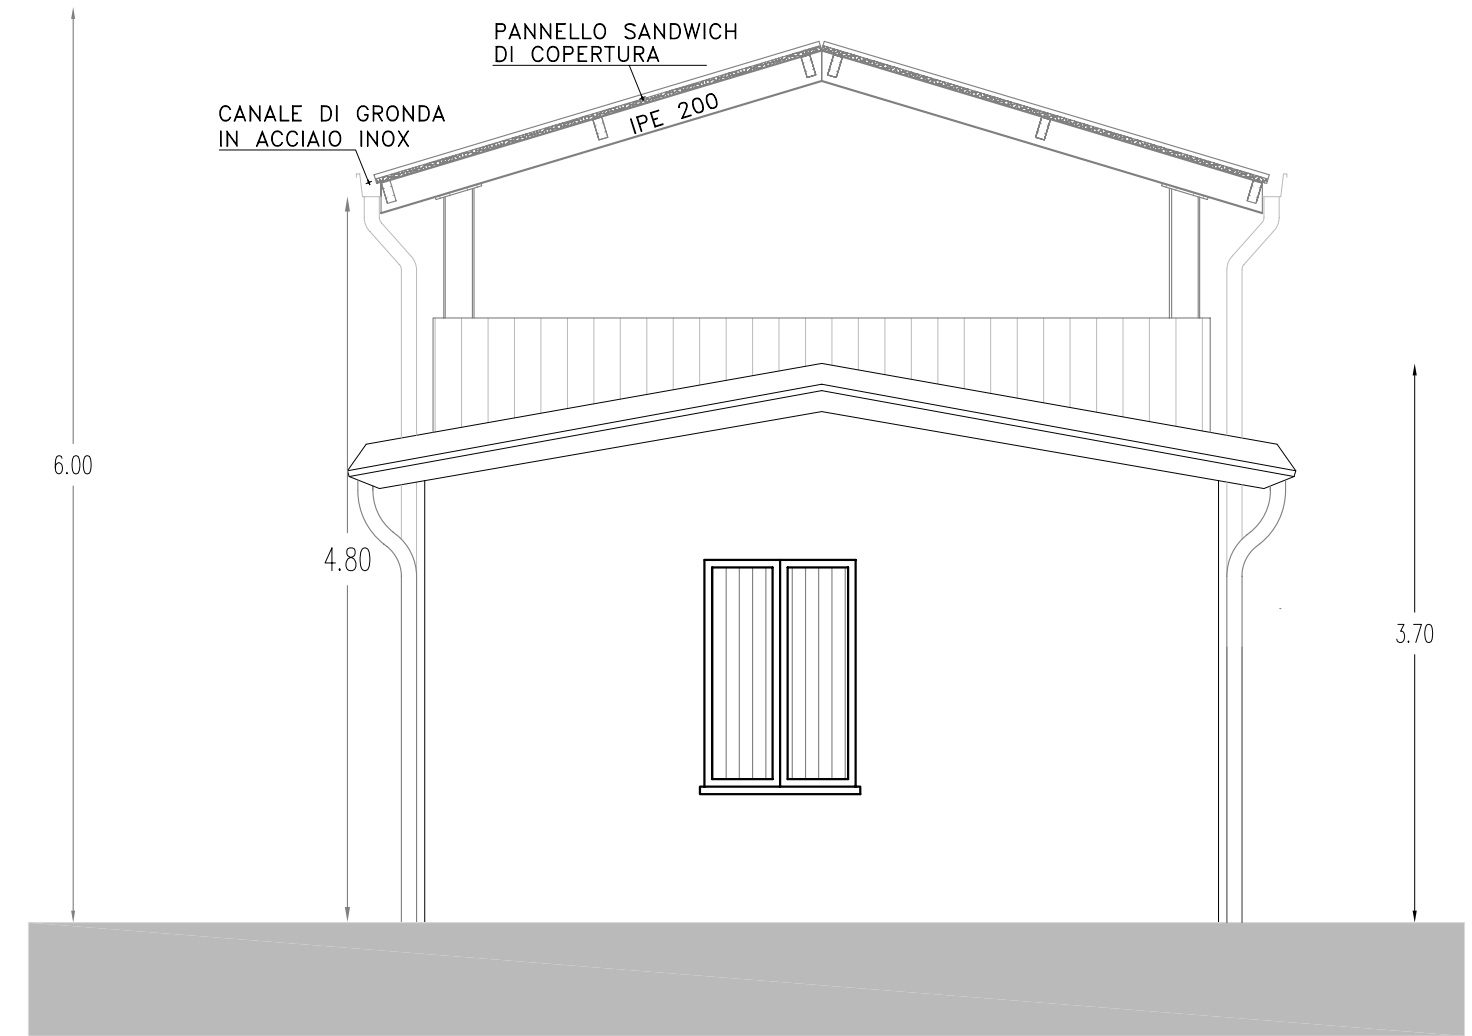 PANNELLO SANDWICH
DI COPERTURA
CANALE DI GRONDA
IN ACCIAIO INOX
IPE 200
6.00
4.80
3.70